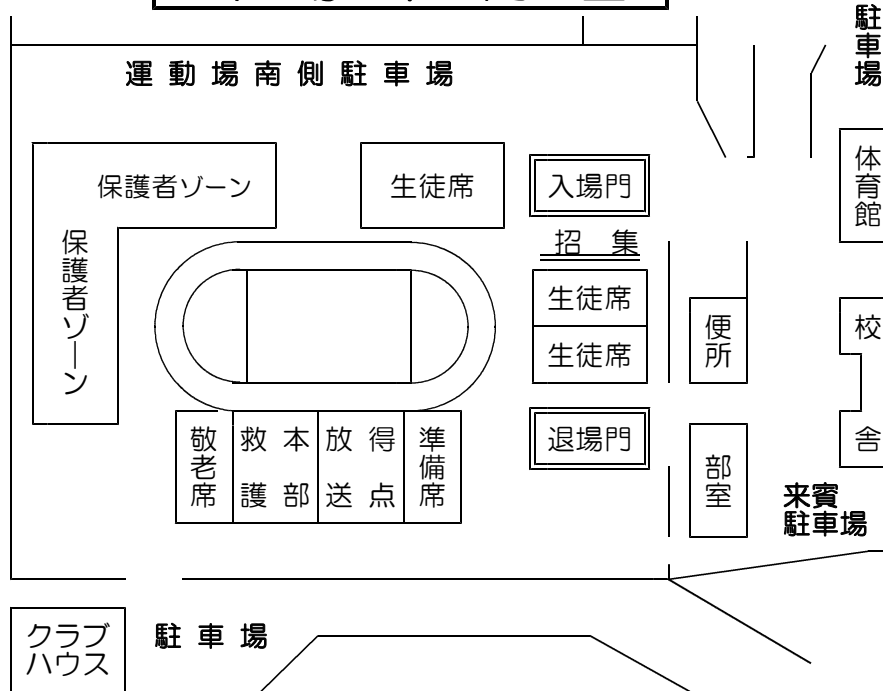 駐車場
運動場南側駐車場
体育館
保護者ゾーン
生徒席
入場門
保護者ゾーン
招集
生徒席
生徒席
便所
校舎
敬老席
救護
本部
放送
得点
準備席
退場門
部室
来賓
駐車場
クラブ
ハウス
駐車場